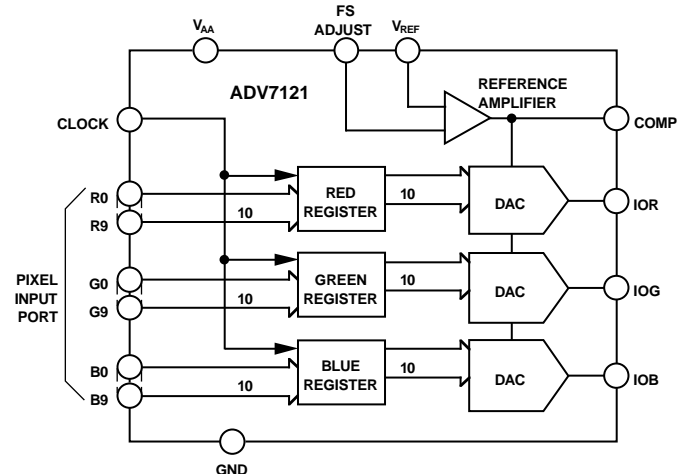 FS
ADJUST
VAA
VREF
ADV7121
REFERENCE
AMPLIFIER
CLOCK
COMP
R0
10
R9
RED
REGISTER
10
DAC
IOR
PIXEL
INPUT
PORT
G0
10
G9
GREEN
REGISTER
10
DAC
IOG
B0
10
B9
BLUE
REGISTER
10
DAC
IOB
GND